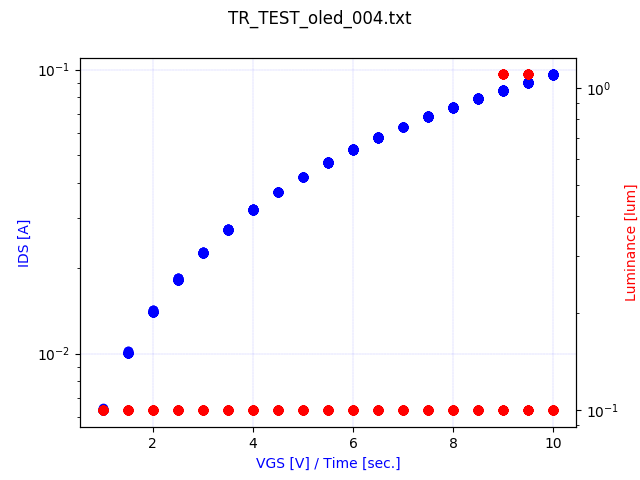 TR_TEST_oled_004.txt
10⁻¹
10⁻²
IDS [A]
10⁰
10⁻¹
Luminance [lum]
2 4 6 8 10
VGS [V] / Time [sec.]